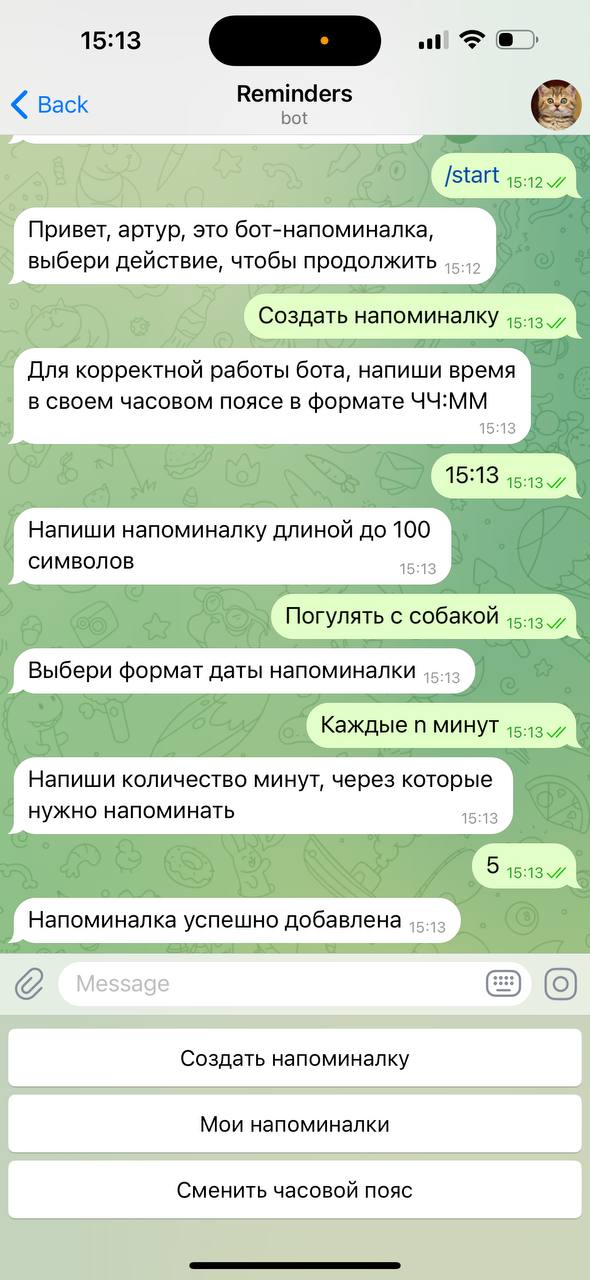 15:13
Back
Reminders
bot
/start 15:12
Привет, артур, это бот-напоминалка,
выбери действие, чтобы продолжить 15:12
Создать напоминалку 15:13
Для корректной работы бота, напиши время
в своем часовом поясе в формате ЧЧ:ММ
15:13
15:13 15:13
Напиши напоминалку длиной до 100
символов 15:13
Погулять с собакой 15:13
Выбери формат даты напоминалки 15:13
Каждые n минут 15:13
Напиши количество минут, через которые
нужно напоминать 15:13
5 15:13
Напоминалка успешно добавлена 15:13
Message
Создать напоминалку
Мои напоминалки
Сменить часовой пояс